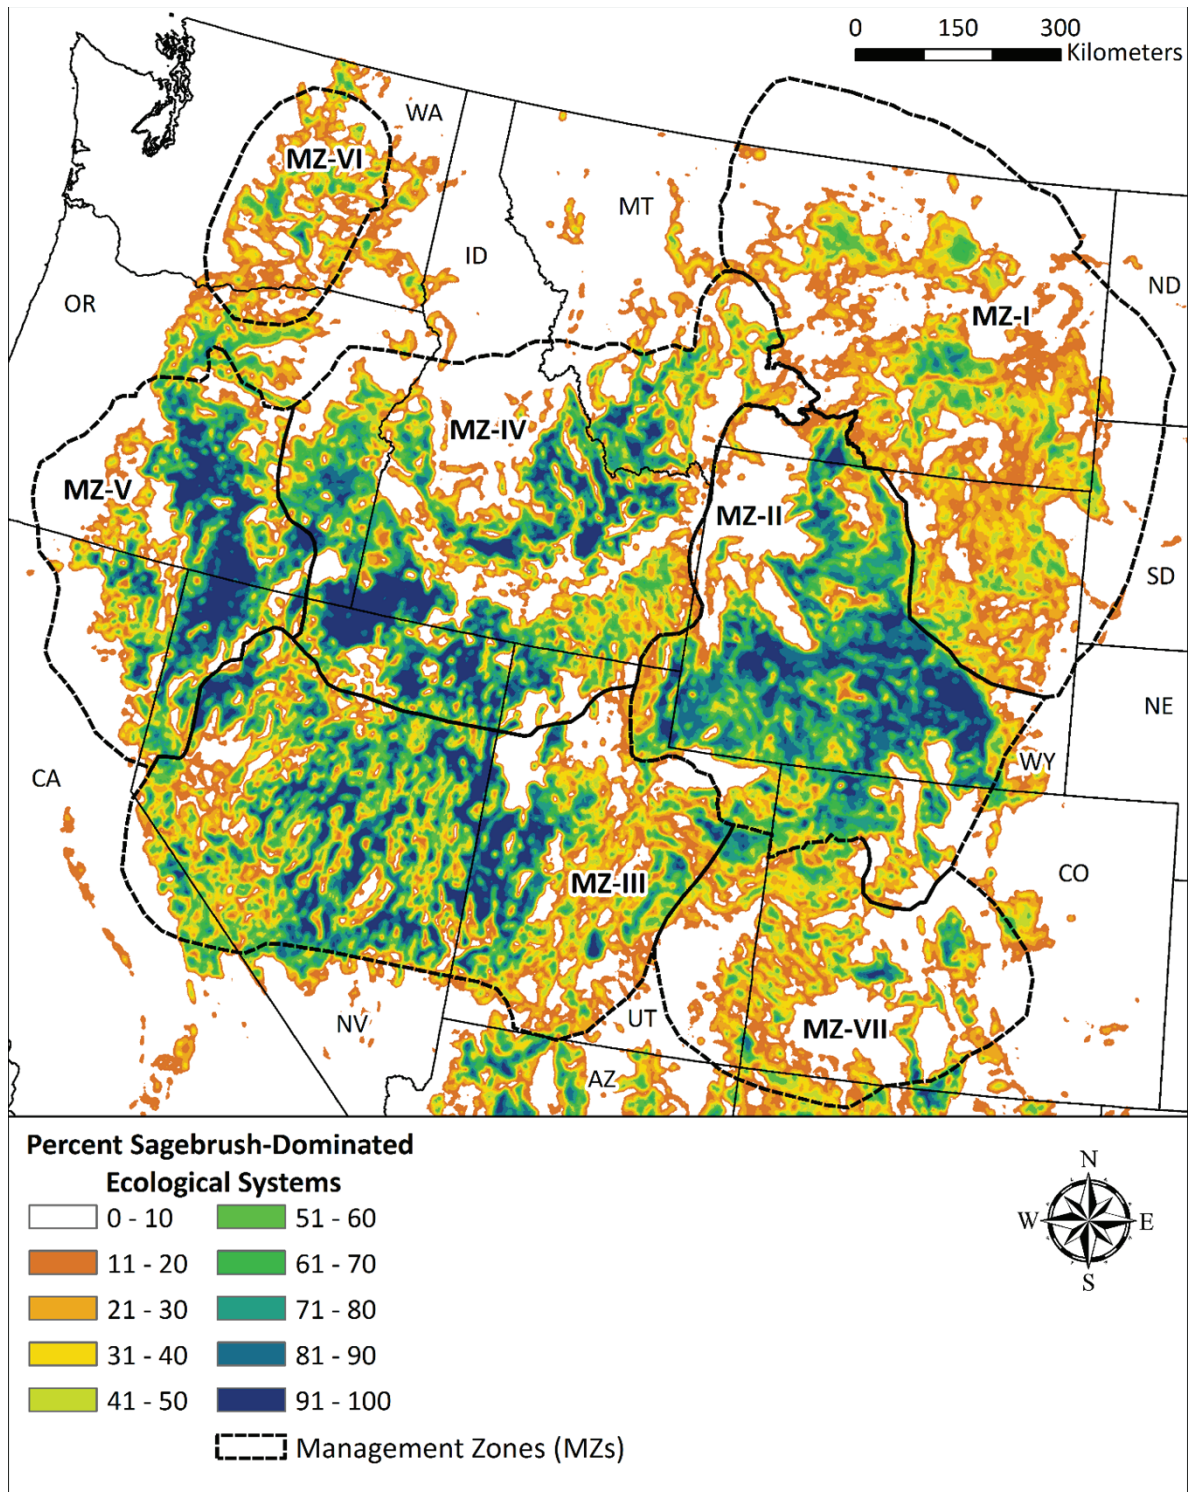 0 150 300
Kilometers
WA
MZ-VI
MT
ID
ND
OR
MZ-I
MZ-IV
MZ-V
MZ-II
SD
NE
WY
CA
CO
MZ-III
UT
NV
MZ-VII
AZ
Percent Sagebrush-Dominated
Ecological Systems
0 - 10 51 - 60
11 - 20 61 - 70
21 - 30 71 - 80
31 - 40 81 - 90
41 - 50 91 - 100
Management Zones (MZs)
N
W E
S